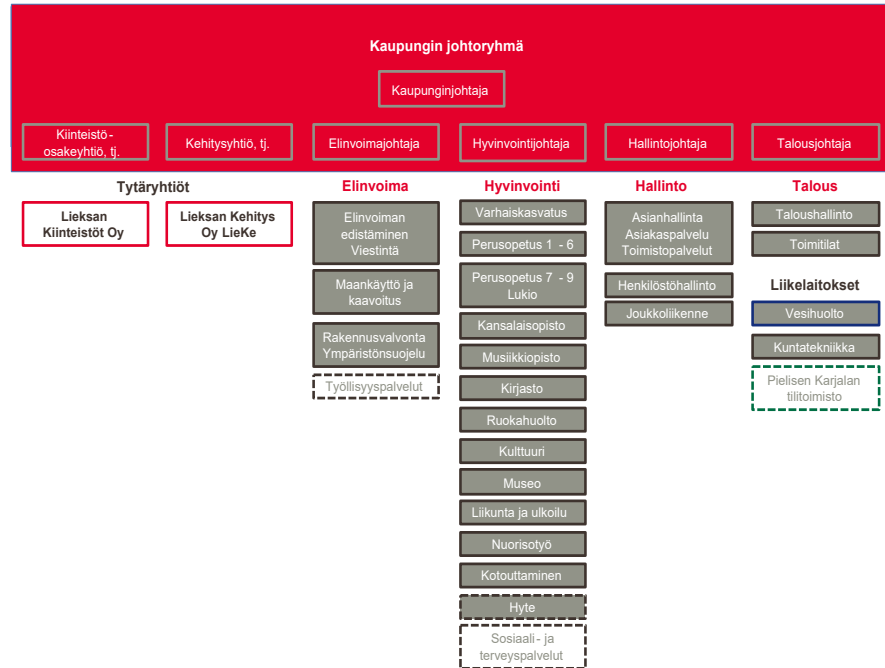 Kaupungin johtoryhmä
Kaupunginjohtaja
Kiinteistö-
osakeyhtiö, tj.
Kehitysyhtiö, tj.
Elinvoimajohtaja
Hyvinvointijohtaja
Hallintojohtaja
Talousjohtaja
Tytäryhtiöt
Lieksan
Kiinteistöt Oy
Lieksan Kehitys
Oy LieKe
Elinvoima
Elinvoiman
edistäminen
Viestintä
Maankäyttö ja
kaavoitus
Rakennusvalvonta
Ympäristönsuojelu
Työllisyyspalvelut
Hyvinvointi
Varhaiskasvatus
Perusopetus 1 - 6
Perusopetus 7 - 9
Lukio
Kansalaisopisto
Musiikkiopisto
Kirjasto
Ruokahuolto
Kulttuuri
Museo
Liikunta ja ulkoilu
Nuorisotyö
Kotouttaminen
Hyte
Sosiaali- ja
terveyspalvelut
Hallinto
Asianhallinta
Asiakaspalvelu
Toimistopalvelut
Henkilöstöhallinto
Joukkoliikenne
Talous
Taloushallinto
Toimitilat
Liikelaitokset
Vesihuolto
Kuntatekniikka
Pielisen Karjalan
tilitoimisto